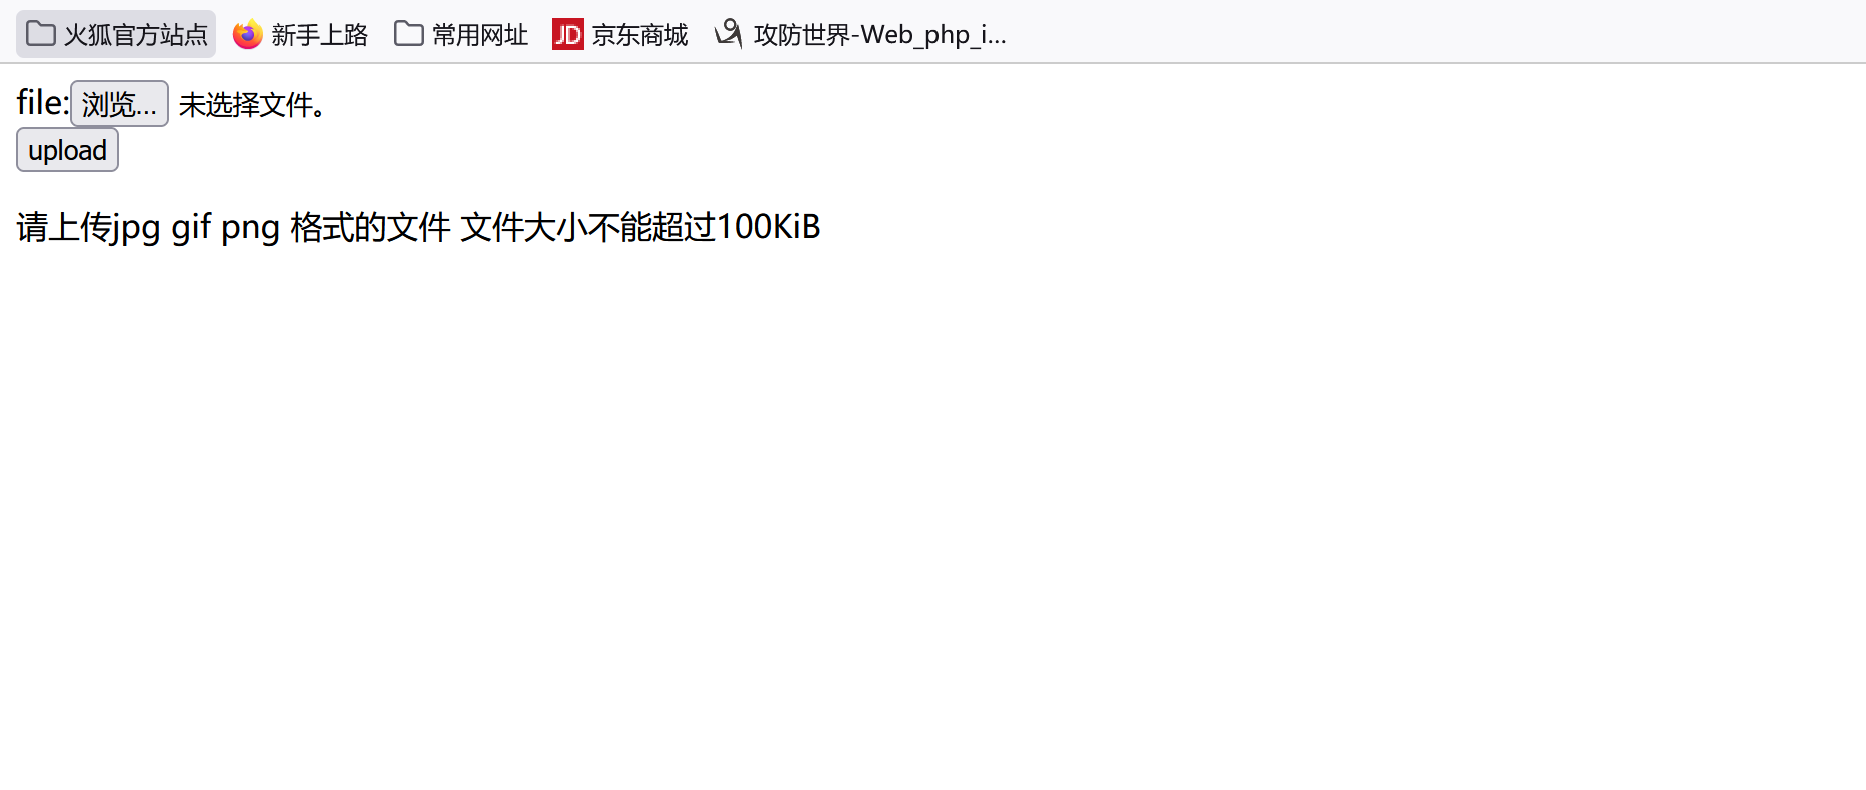 火狐官方站点 新手上路 常用网址 JD 京东商城 攻防世界-Web_php_i...
file:浏览... 未选择文件。
upload
请上传jpg gif png 格式的文件 文件大小不能超过100KiB